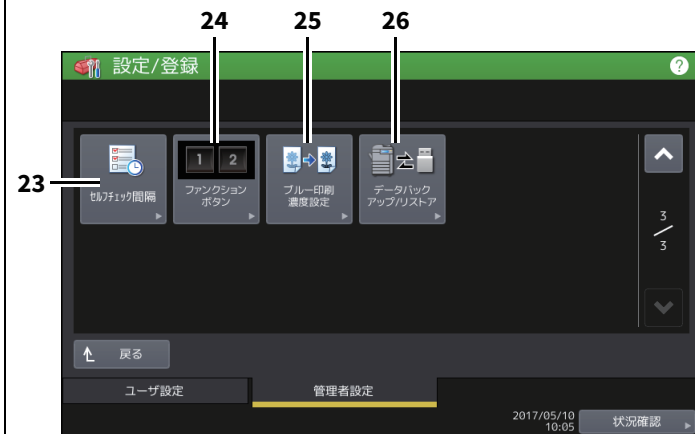 24 25 26
設定/登録 ?
23
1 2
セルフチェック間隔
ファンクション
ボタン
ブルー印刷
濃度設定
データバック
アップ/リストア
3
3
戻る
ユーザ設定 管理者設定
2017/05/10
10:05
状況確認